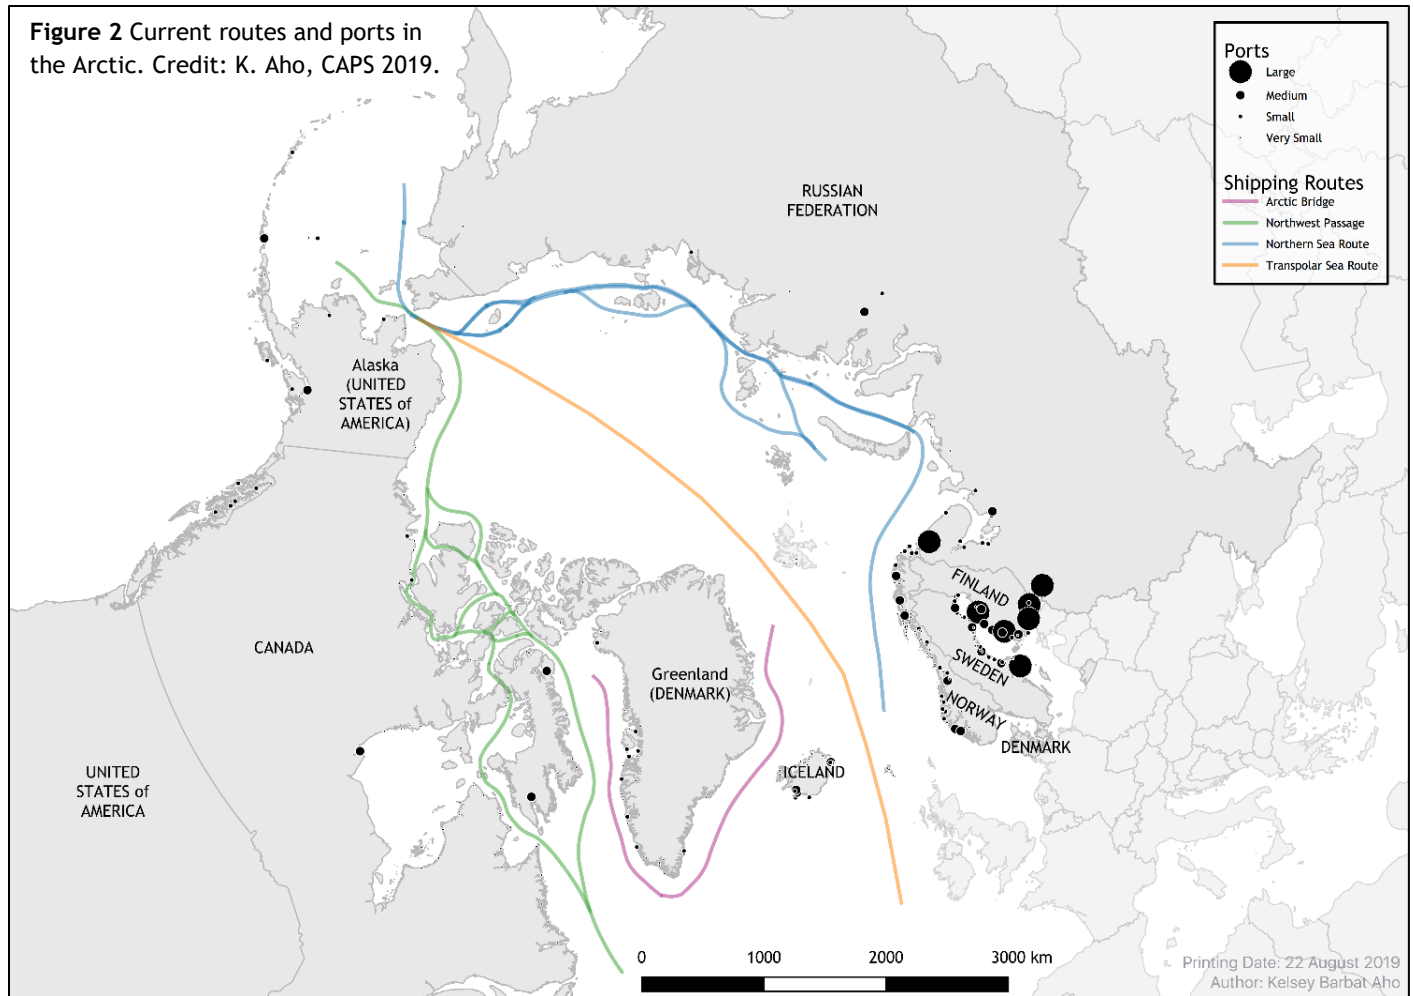 Figure 2 Current routes and ports in
the Arctic. Credit: K. Aho, CAPS 2019.
Ports
Large
Medium
Small
Very Small
Shipping Routes
Arctic Bridge
Northwest Passage
Northern Sea Route
Transpolar Sea Route
RUSSIAN
FEDERATION
Alaska
(UNITED
STATES of
AMERICA)
FINLAND
CANADA
SWEDEN
Greenland
(DENMARK)
NORWAY
DENMARK
ICELAND
UNITED
STATES of
AMERICA
0 1000 2000 3000 km
Printing Date: 22 August 2019
Author: Kelsey Barbat Aho